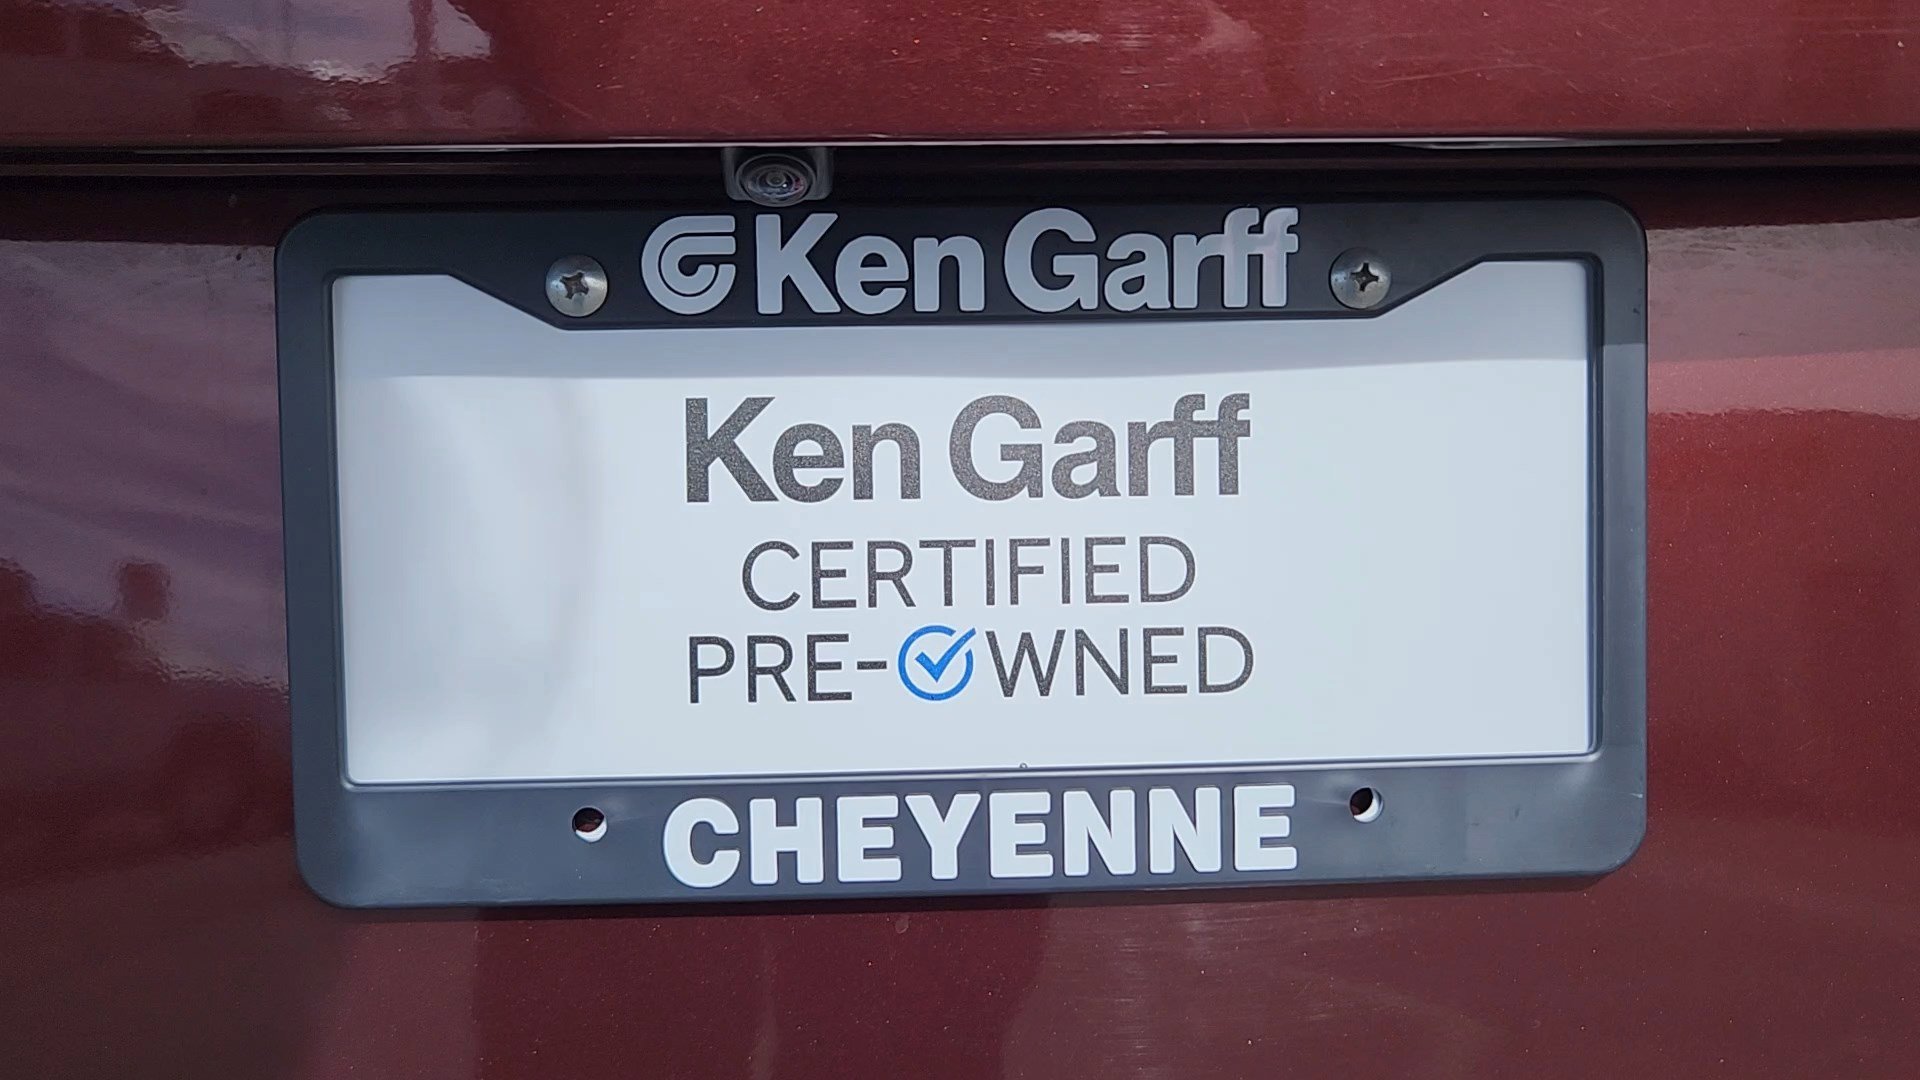 Ken Garff
Ken Garff
CERTIFIED
PRE-OWNED
CHEYENNE